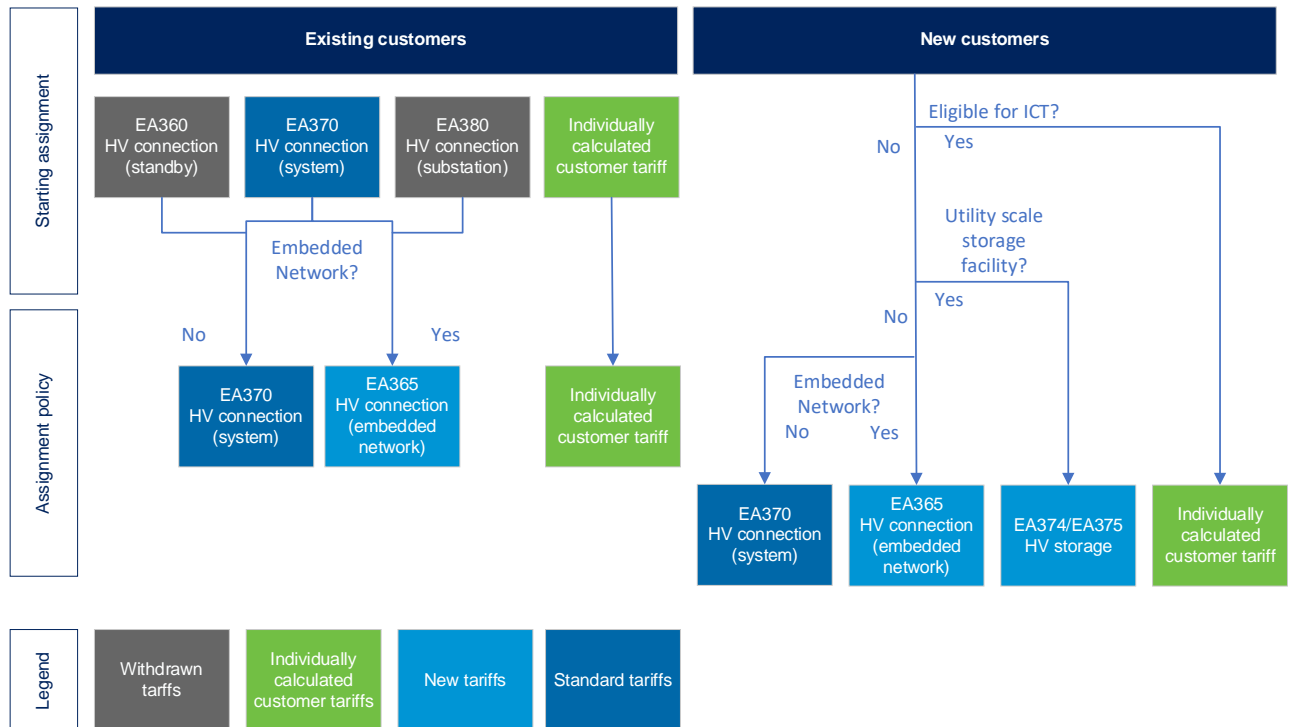 Existing customers
New customers
Starting assignment
EA360
HV connection
(standby)
EA370
HV connection
(system)
EA380
HV connection
(substation)
Individually
calculated
customer tariff
Eligible for ICT?
No
Yes
Embedded
Network?
Utility scale
storage
facility?
Yes
No
No
Yes
Assignment policy
EA370
HV connection
(system)
EA365
HV connection
(embedded
network)
Individually
calculated
customer tariff
Embedded
Network?
No
Yes
EA370
HV connection
(system)
EA365
HV connection
(embedded
network)
EA374/EA375
HV storage
Individually
calculated
customer tariff
Legend
Withdrawn
tarffs
Individually
calculated
customer tariffs
New tariffs
Standard tariffs